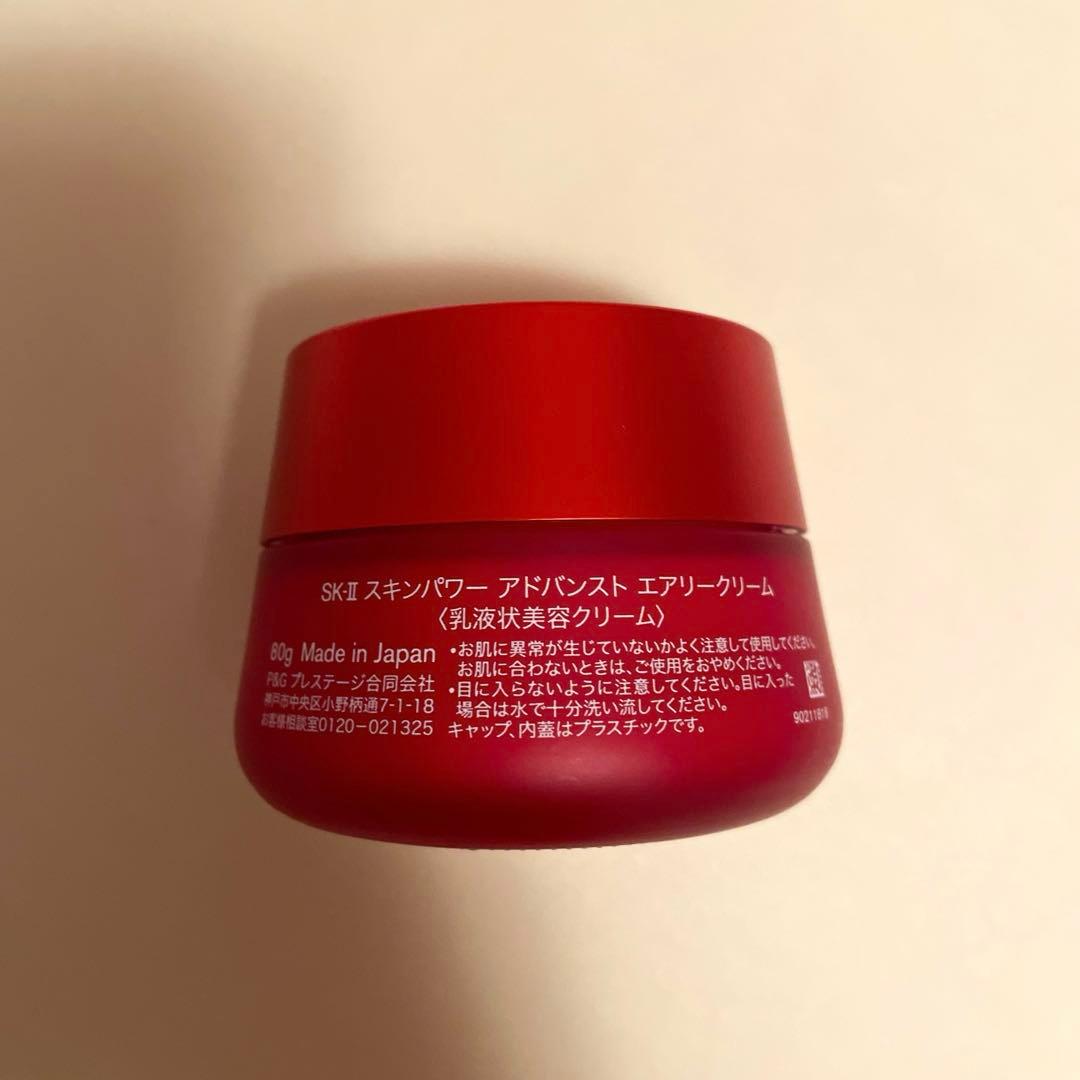 SK-II スキンパワー アドバンスト エアリークリーム
〈乳液状美容クリーム〉
80g Made in Japan
P&G プレステージ合同会社
神戸市中央区小野柄通7-1-18
お客様相談室0120-021325
・お肌に異常が生じていないかよく注意して使用してください。
お肌に合わないときは、ご使用をおやめください。
・目に入らないように注意してください。目に入った
場合は水で十分洗い流してください。
キャップ、内蓋はプラスチックです。